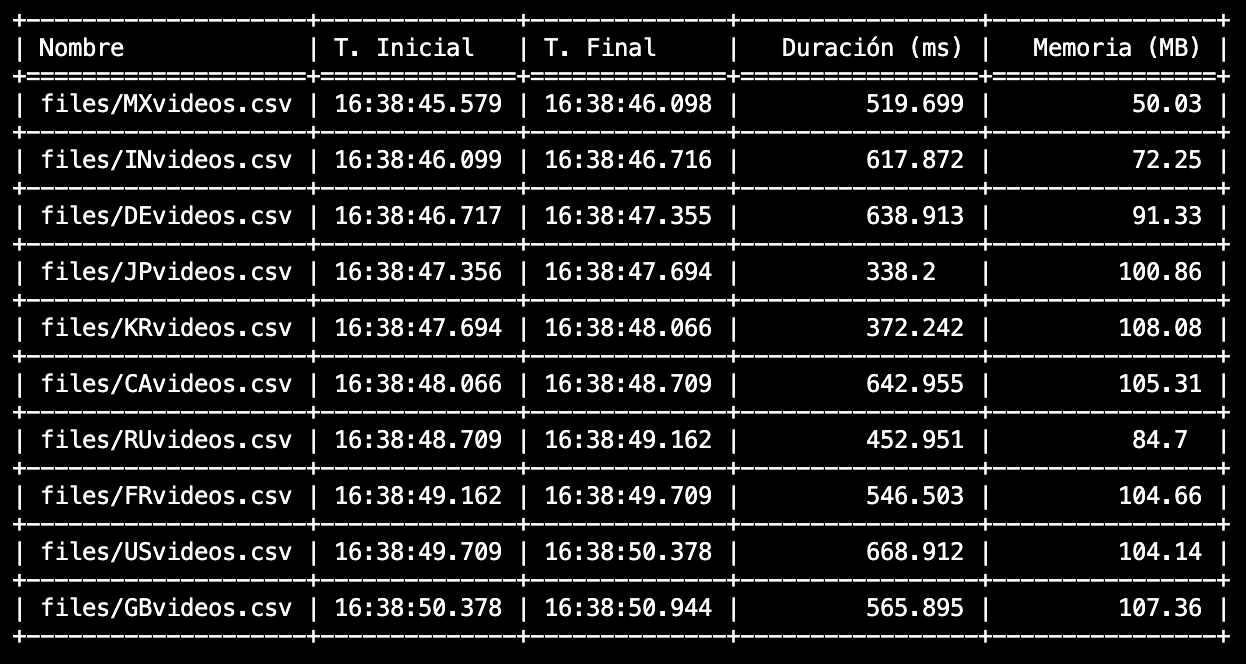 +--------------------+--------------+--------------+-----------------+----------------+
| Nombre             | T. Inicial   | T. Final     |   Duración (ms) |   Memoria (MB) |
+====================+==============+==============+=================+================+
| files/MXvideos.csv | 16:38:45.579 | 16:38:46.098 |         519.699 |          50.03 |
+--------------------+--------------+--------------+-----------------+----------------+
| files/INvideos.csv | 16:38:46.099 | 16:38:46.716 |         617.872 |          72.25 |
+--------------------+--------------+--------------+-----------------+----------------+
| files/DEvideos.csv | 16:38:46.717 | 16:38:47.355 |         638.913 |          91.33 |
+--------------------+--------------+--------------+-----------------+----------------+
| files/JPvideos.csv | 16:38:47.356 | 16:38:47.694 |         338.2   |         100.86 |
+--------------------+--------------+--------------+-----------------+----------------+
| files/KRvideos.csv | 16:38:47.694 | 16:38:48.066 |         372.242 |         108.08 |
+--------------------+--------------+--------------+-----------------+----------------+
| files/CAvideos.csv | 16:38:48.066 | 16:38:48.709 |         642.955 |         105.31 |
+--------------------+--------------+--------------+-----------------+----------------+
| files/RUvideos.csv | 16:38:48.709 | 16:38:49.162 |         452.951 |          84.7  |
+--------------------+--------------+--------------+-----------------+----------------+
| files/FRvideos.csv | 16:38:49.162 | 16:38:49.709 |         546.503 |         104.66 |
+--------------------+--------------+--------------+-----------------+----------------+
| files/USvideos.csv | 16:38:49.709 | 16:38:50.378 |         668.912 |         104.14 |
+--------------------+--------------+--------------+-----------------+----------------+
| files/GBvideos.csv | 16:38:50.378 | 16:38:50.944 |         565.895 |         107.36 |
+--------------------+--------------+--------------+-----------------+----------------+